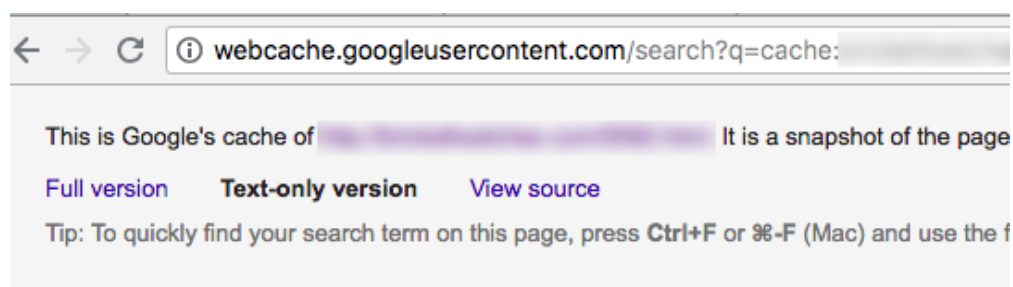 webcache.googleusercontent.com/search?q=cache:
This is Google's cache of It is a snapshot of the page
Full version Text-only version View source
Tip: To quickly find your search term on this page, press Ctrl+F or ⌘-F (Mac) and use the f